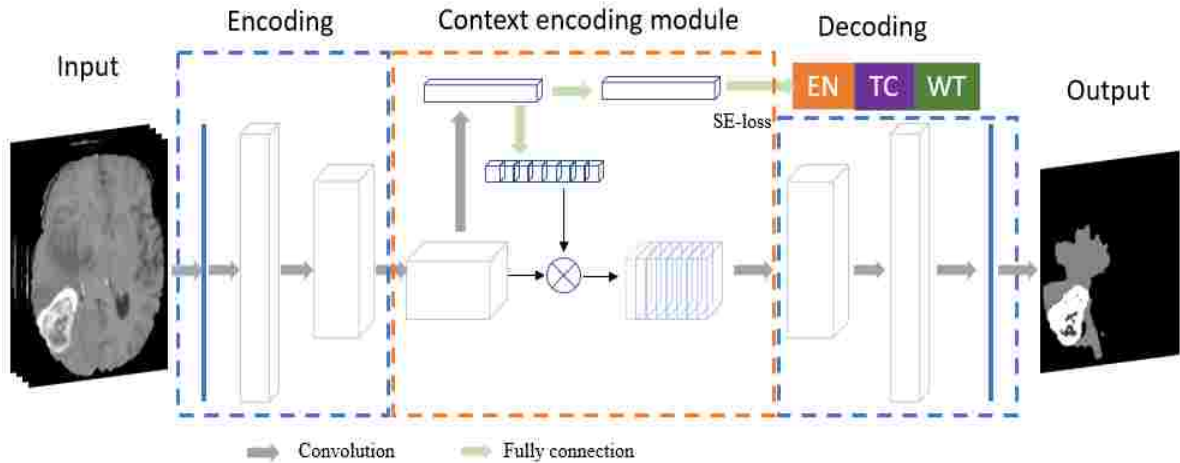 Input
Encoding
Context encoding module
Decoding
EN TC WT
SE-loss
Output
Convolution
Fully connection